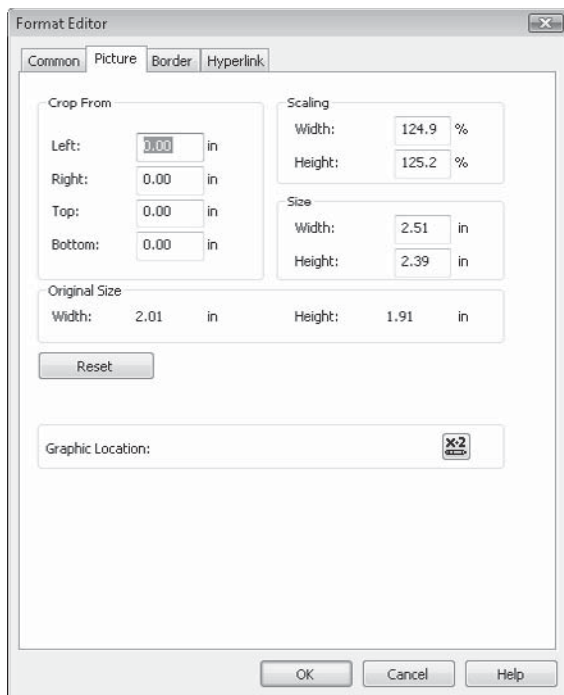 Format Editor
Common Picture Border Hyperlink
Crop From
Left: 0.00 in
Right: 0.00 in
Top: 0.00 in
Bottom: 0.00 in
Scaling
Width: 124.9 %
Height: 125.2 %
Size
Width: 2.51 in
Height: 2.39 in
Original Size
Width: 2.01 in Height: 1.91 in
Reset
Graphic Location: x·2
OK Cancel Help